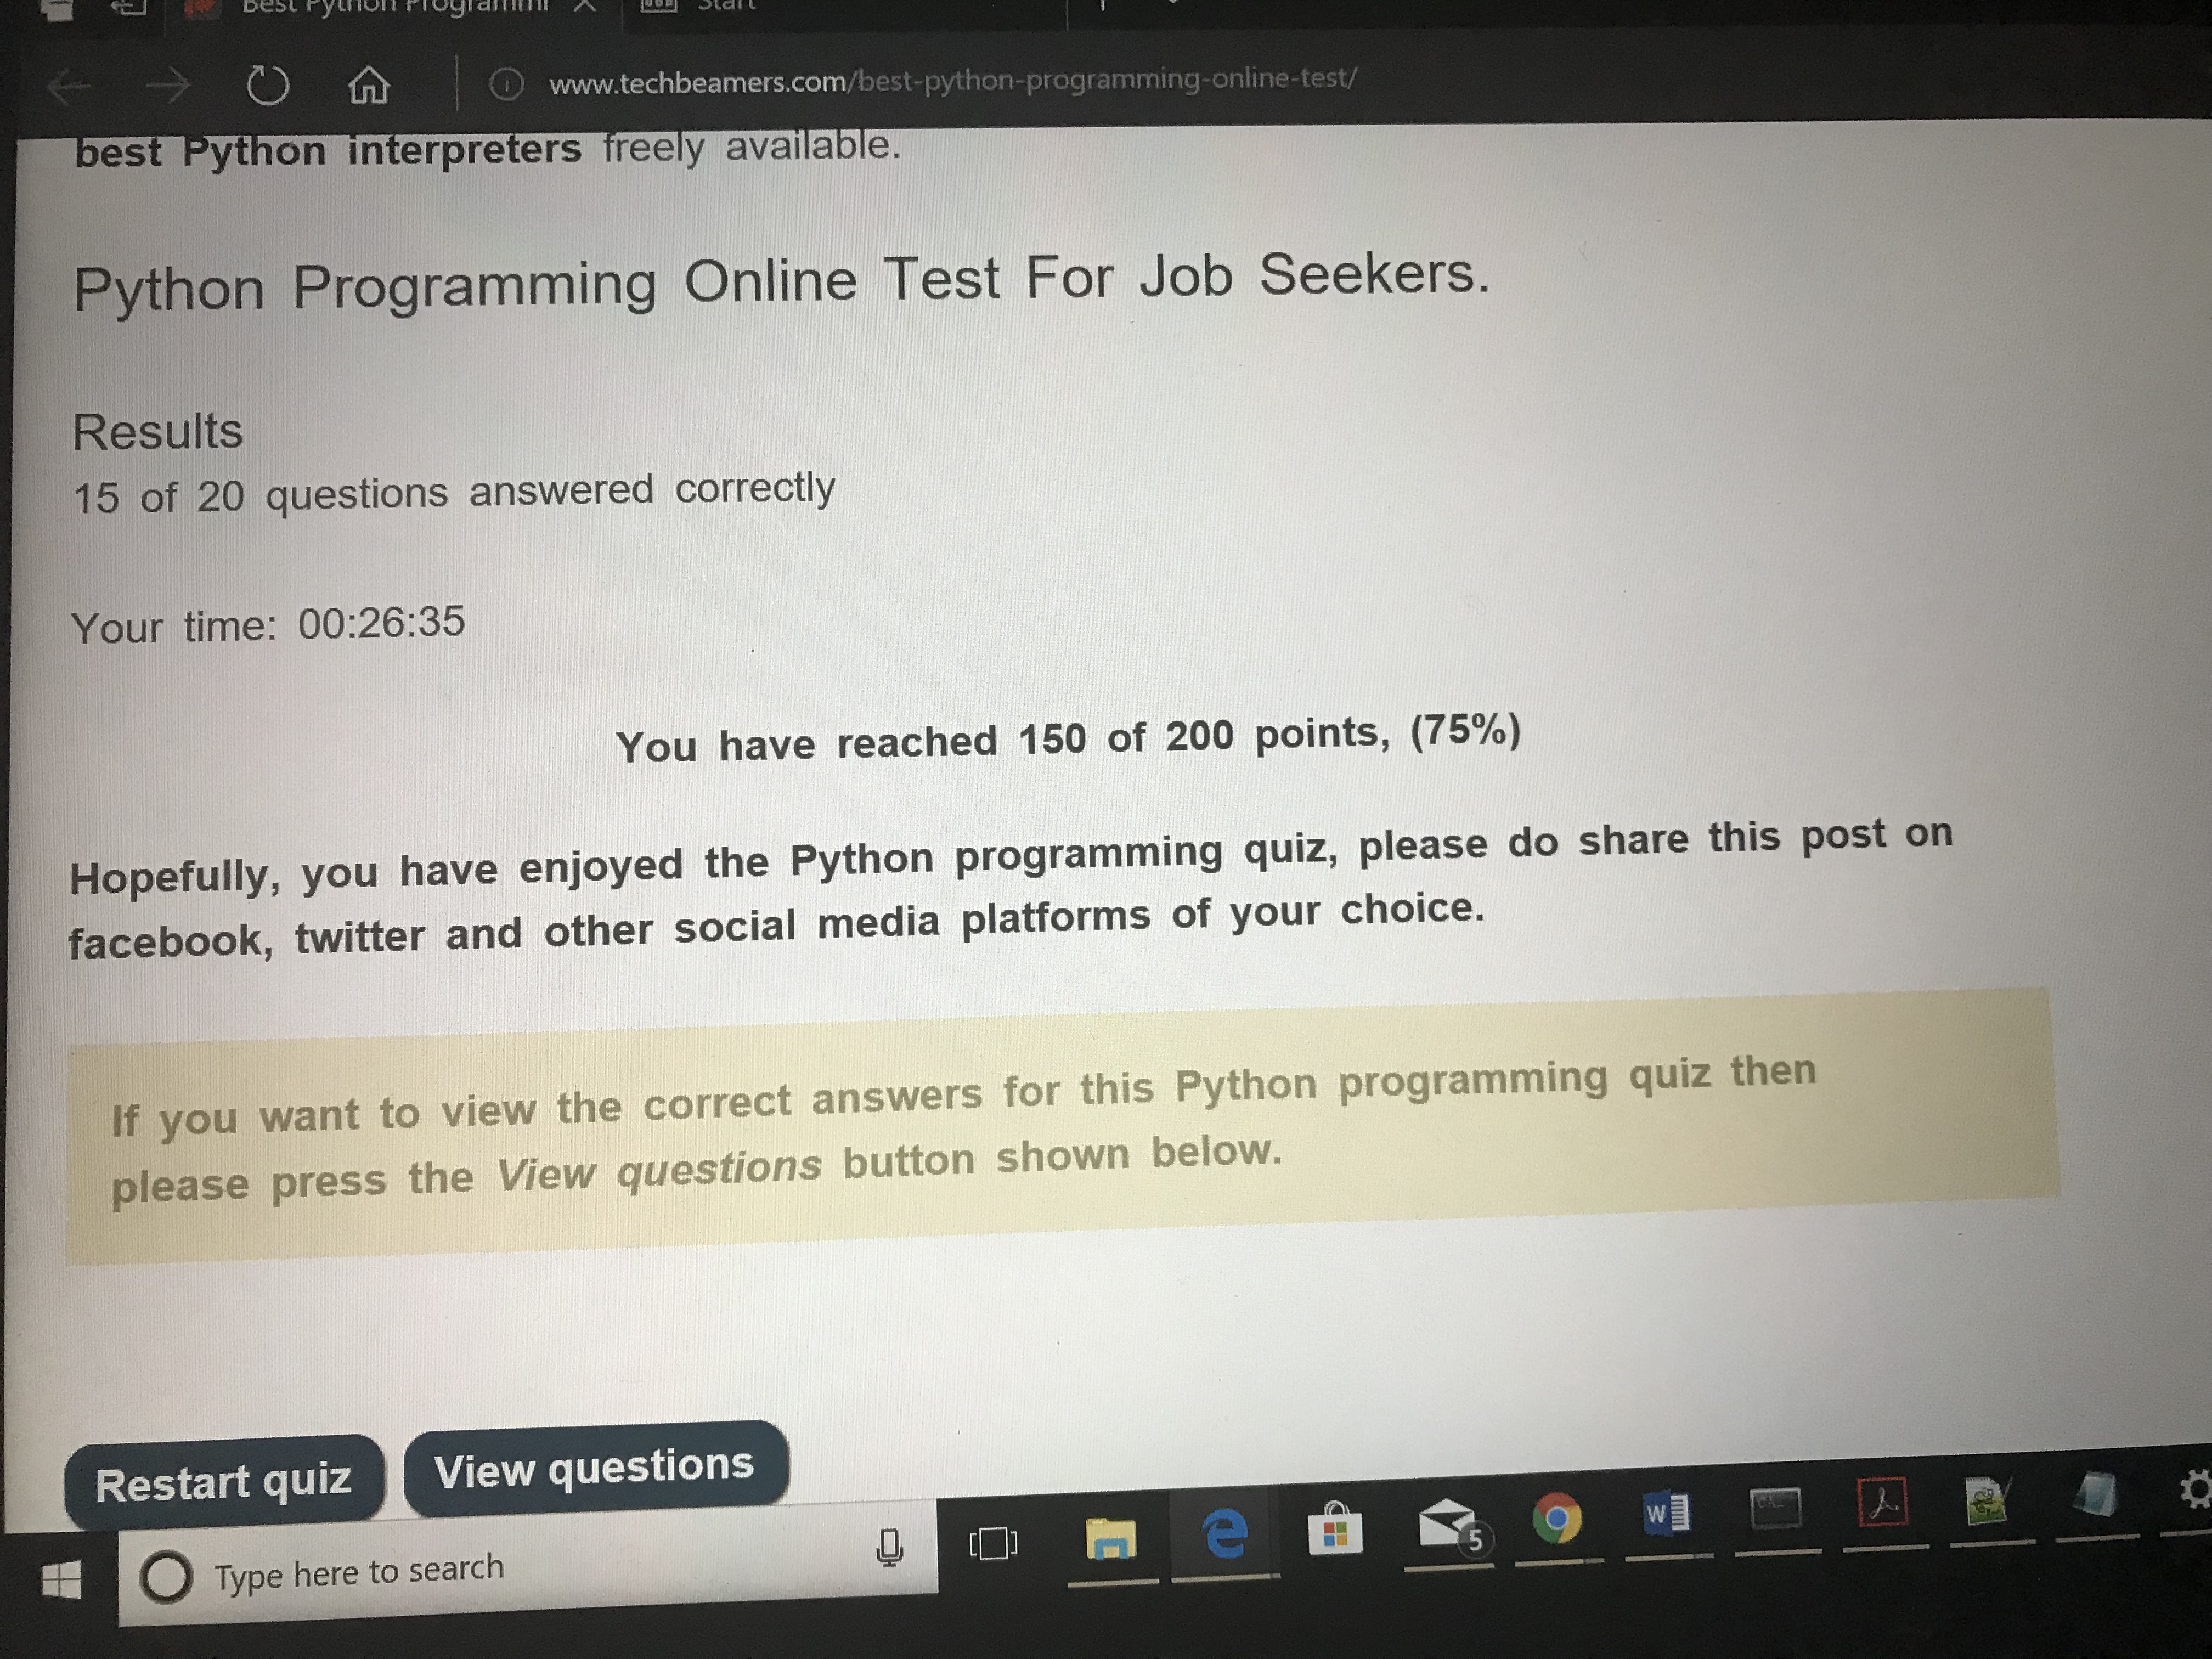 Best Python Programmi
Start
www.techbeamers.com/best-python-programming-online-test/
best Python interpreters freely available.
Python Programming Online Test For Job Seekers.
Results
15 of 20 questions answered correctly
Your time: 00:26:35
You have reached 150 of 200 points, (75%)
Hopefully, you have enjoyed the Python programming quiz, please do share this post on
facebook, twitter and other social media platforms of your choice.
If you want to view the correct answers for this Python programming quiz then
please press the View questions button shown below.
Restart quiz
View questions
Type here to search
5